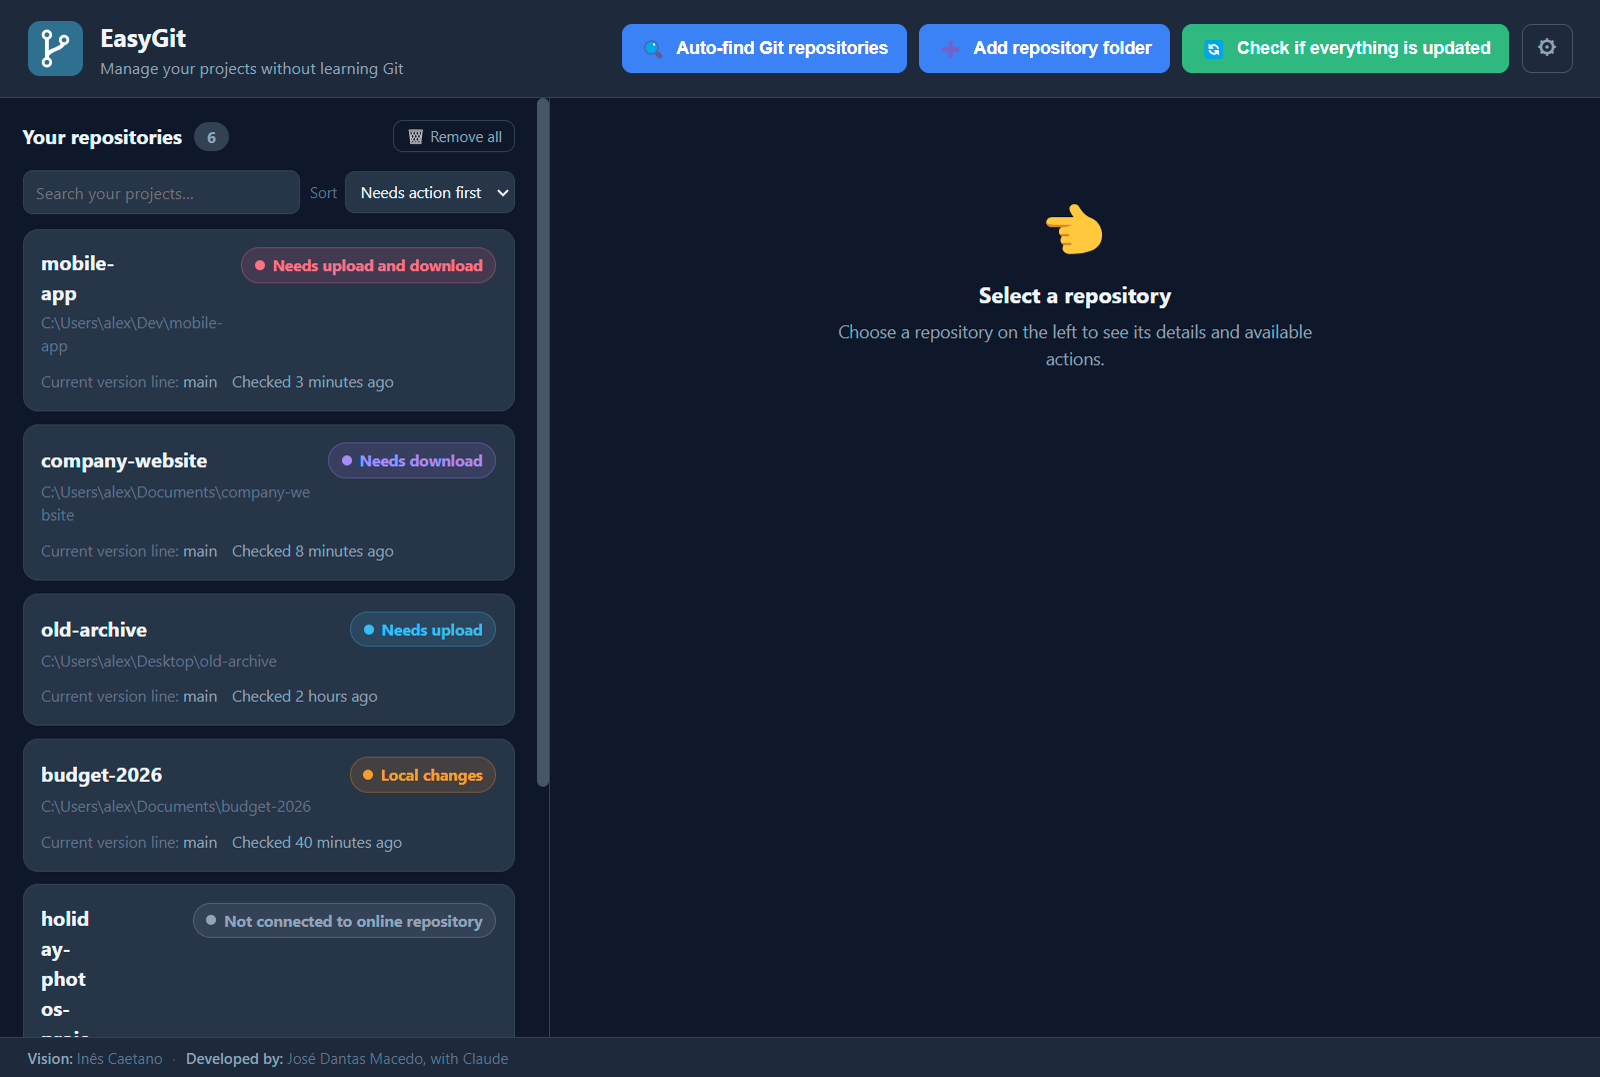 EasyGit
Manage your projects without learning Git
Auto-find Git repositories
Add repository folder
Check if everything is updated
Your repositories 6
Remove all
Search your projects...
Sort
Needs action first
mobile-
app
Needs upload and download
C:\Users\alex\Dev\mobile-
app
Current version line: main Checked 3 minutes ago
company-website
Needs download
C:\Users\alex\Documents\company-we
bsite
Current version line: main Checked 8 minutes ago
old-archive
Needs upload
C:\Users\alex\Desktop\old-archive
Current version line: main Checked 2 hours ago
budget-2026
Local changes
C:\Users\alex\Documents\budget-2026
Current version line: main Checked 40 minutes ago
holid
ay-
phot
os-
Not connected to online repository
Select a repository
Choose a repository on the left to see its details and available
actions.
Vision: Inês Caetano · Developed by: José Dantas Macedo, with Claude